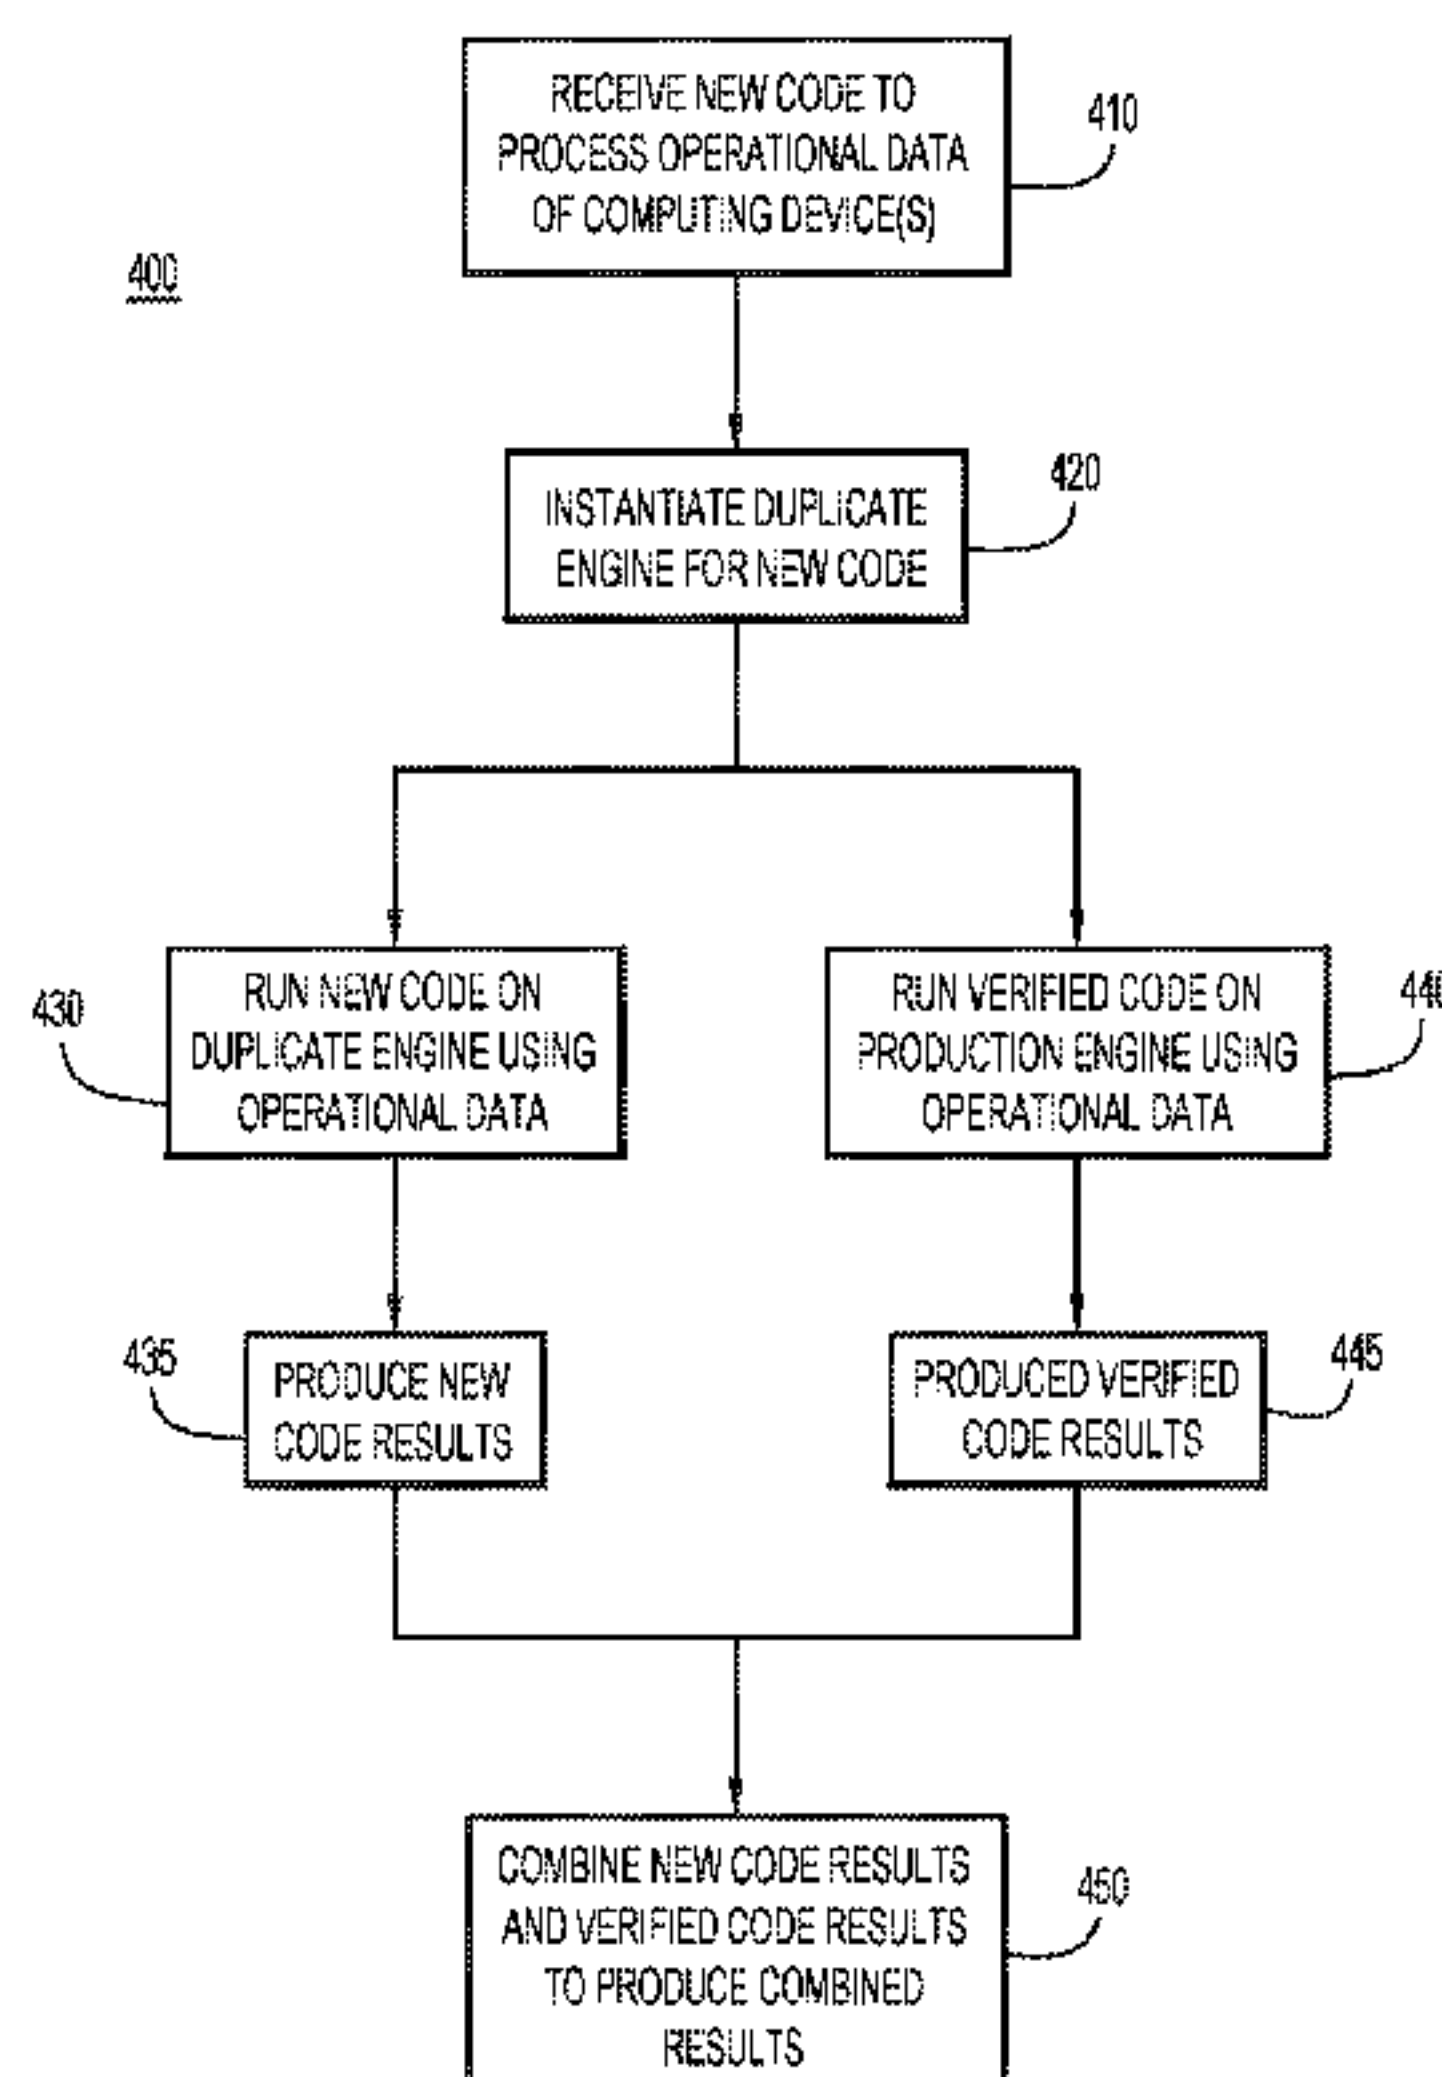 RECEIVE NEW CODE TO
PROCESS OPERATIONAL DATA
OF COMPUTING DEVICE(S)
410
400
INSTANTIATE DUPLICATE
ENGINE FOR NEW CODE
420
430
RUN NEW CODE ON
DUPLICATE ENGINE USING
OPERATIONAL DATA
RUN VERIFIED CODE ON
PRODUCTION ENGINE USING
OPERATIONAL DATA
435
PRODUCE NEW
CODE RESULTS
PRODUCED VERIFIED
CODE RESULTS
445
COMBINE NEW CODE RESULTS
AND VERIFIED CODE RESULTS
TO PRODUCE COMBINED
RESULTS
450